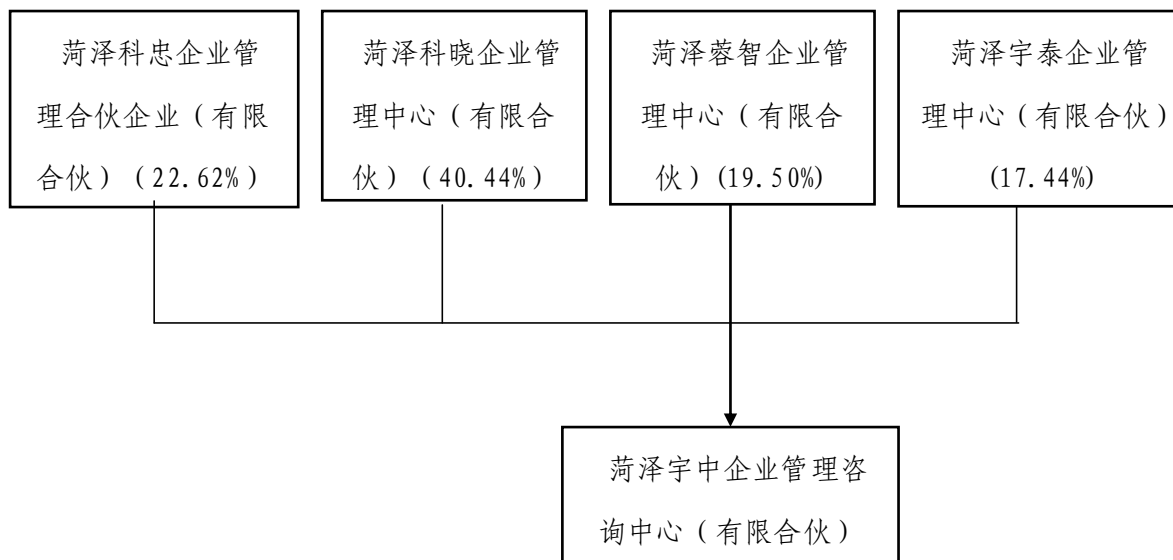 菏泽科忠企业管
理合伙企业（有限
合伙）（22.62%）
菏泽科晓企业管
理中心（有限合
伙）（40.44%）
菏泽蓉智企业管
理中心（有限合
伙）(19.50%)
菏泽宇泰企业管
理中心（有限合伙）
(17.44%)
菏泽宇中企业管理咨
询中心（有限合伙）